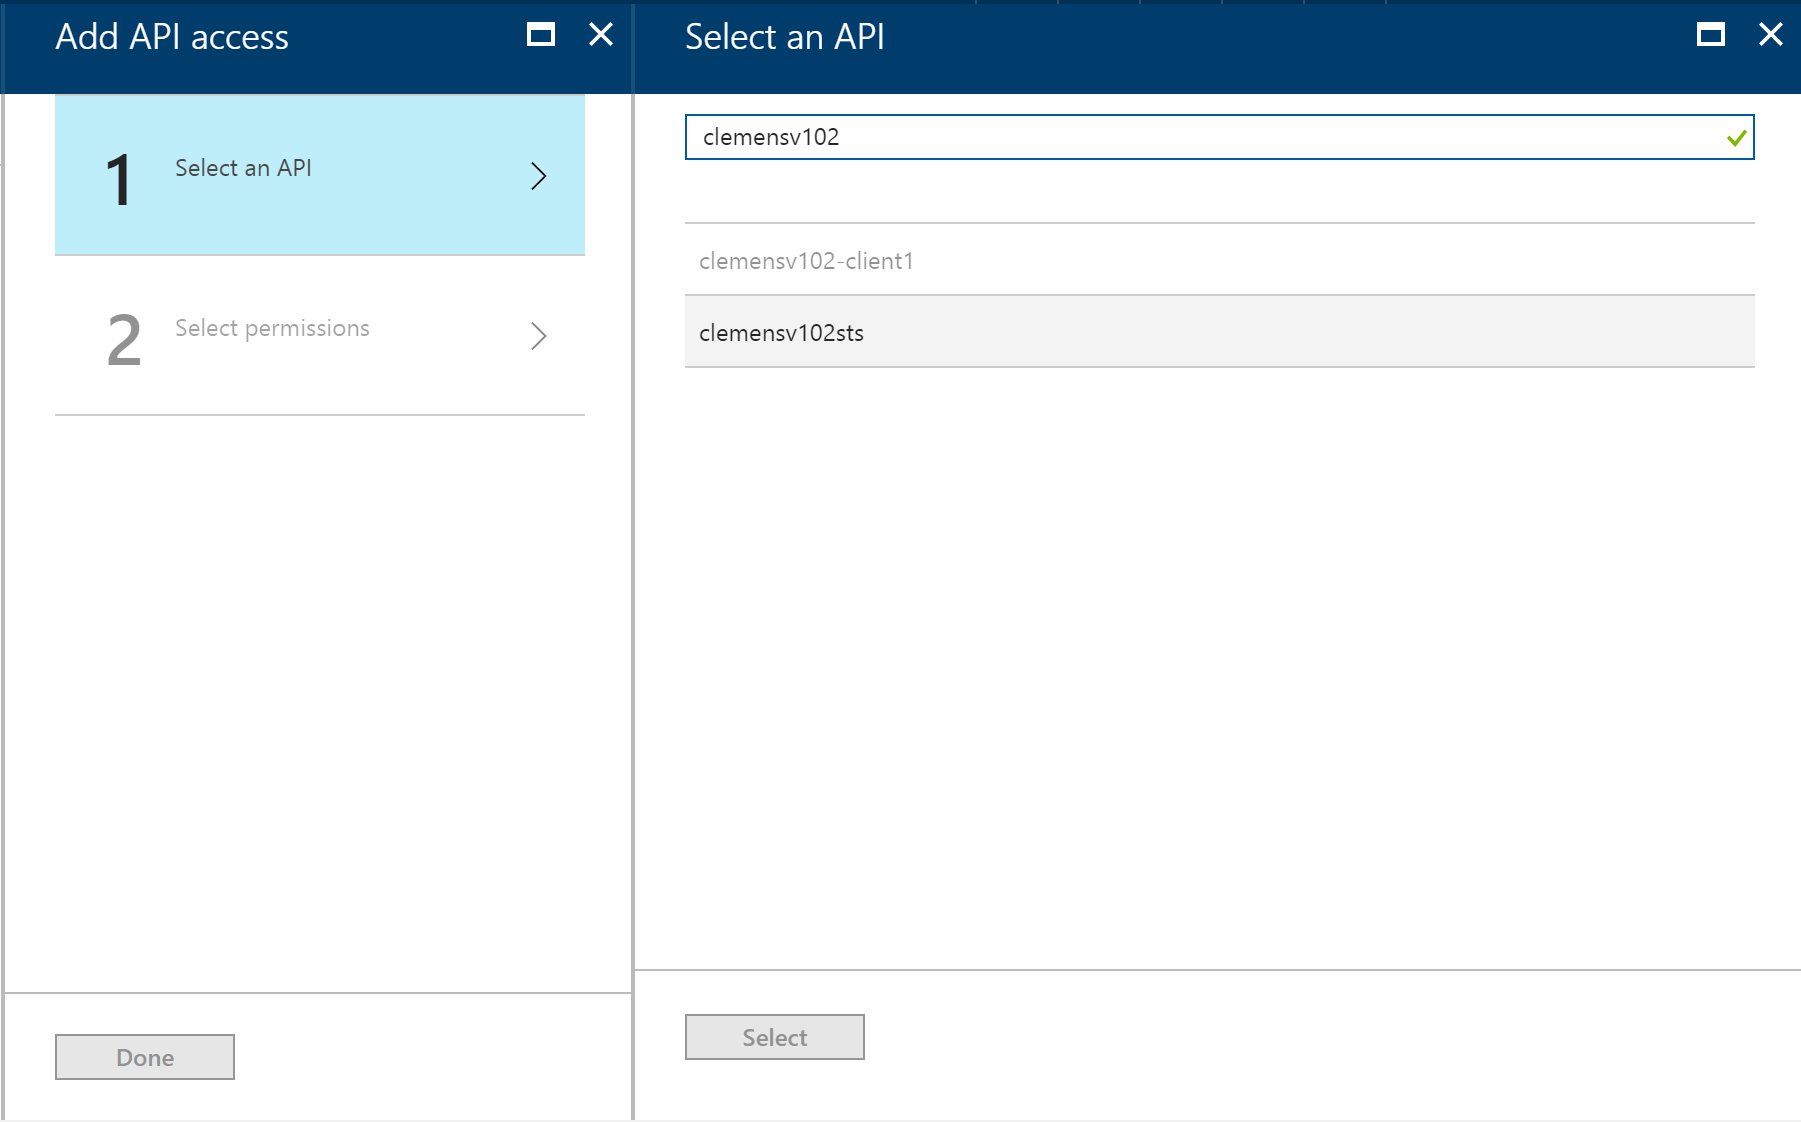 Add API access
1
Select an API
2
Select permissions
Done
Select an API
clemensv102
clemensv102-client1
clemensv102sts
Select